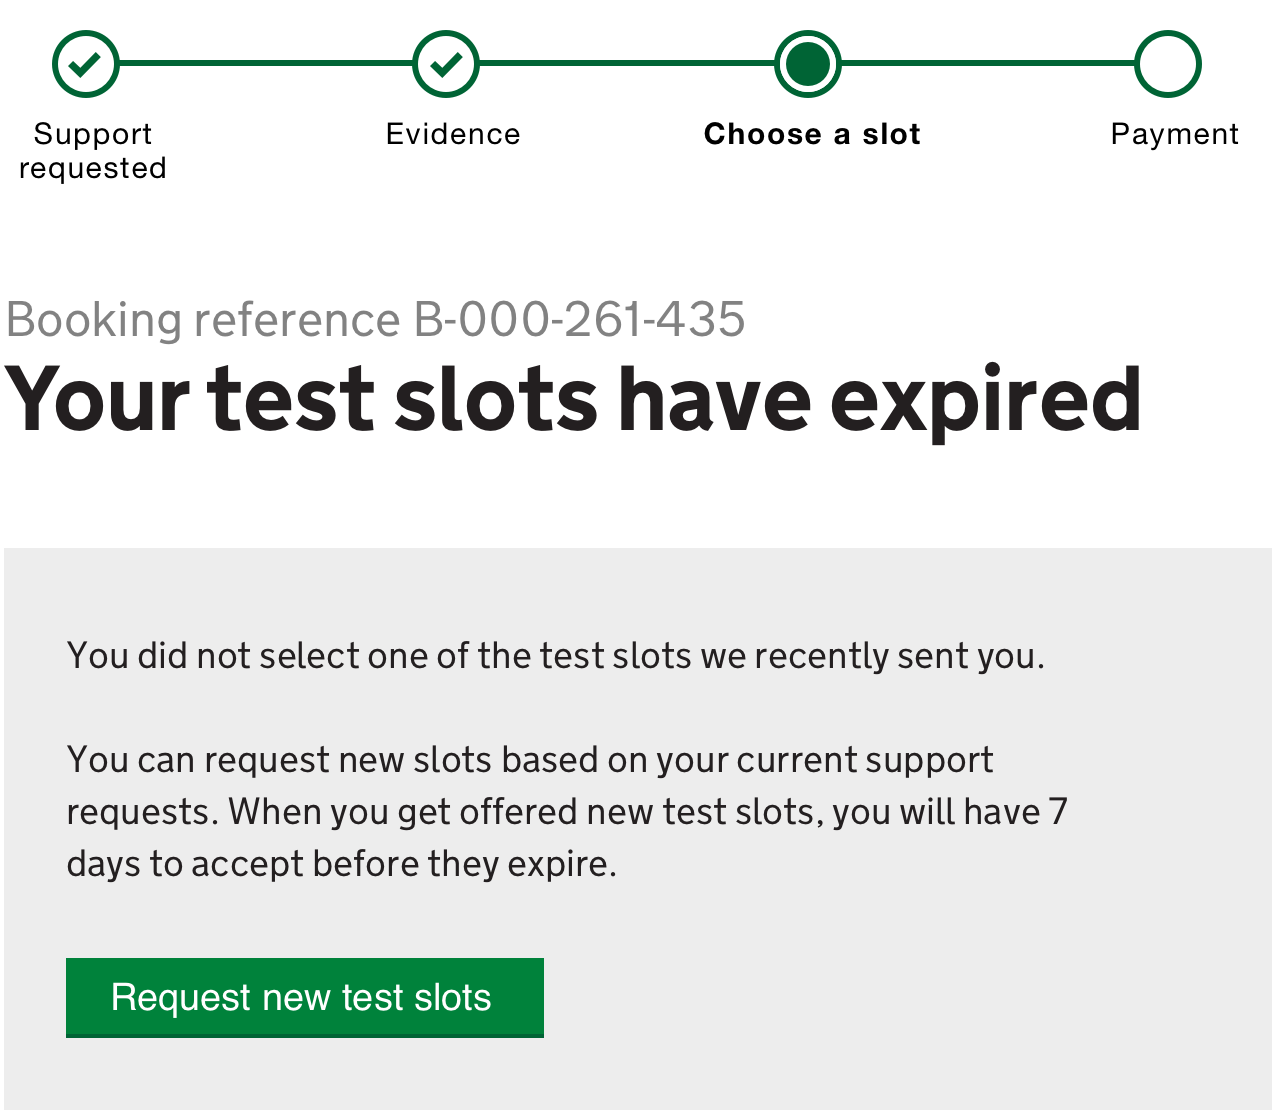 Support
requested
Evidence
Choose a slot
Payment
Booking reference B-000-261-435
Your test slots have expired
You did not select one of the test slots we recently sent you.
You can request new slots based on your current support
requests. When you get offered new test slots, you will have 7
days to accept before they expire.
Request new test slots